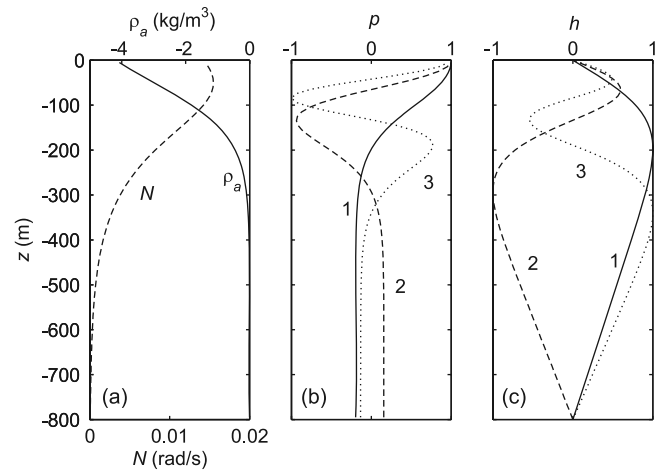 ρa (kg/m³) p h
-4 -2 0 -1 0 1 -1 0 1
0
-100
-200
-300
-400
-500
-600
-700
-800
z (m)
N
ρa
(a)
0 0.01 0.02
N (rad/s)
1
2
3
(b)
1
2
3
(c)